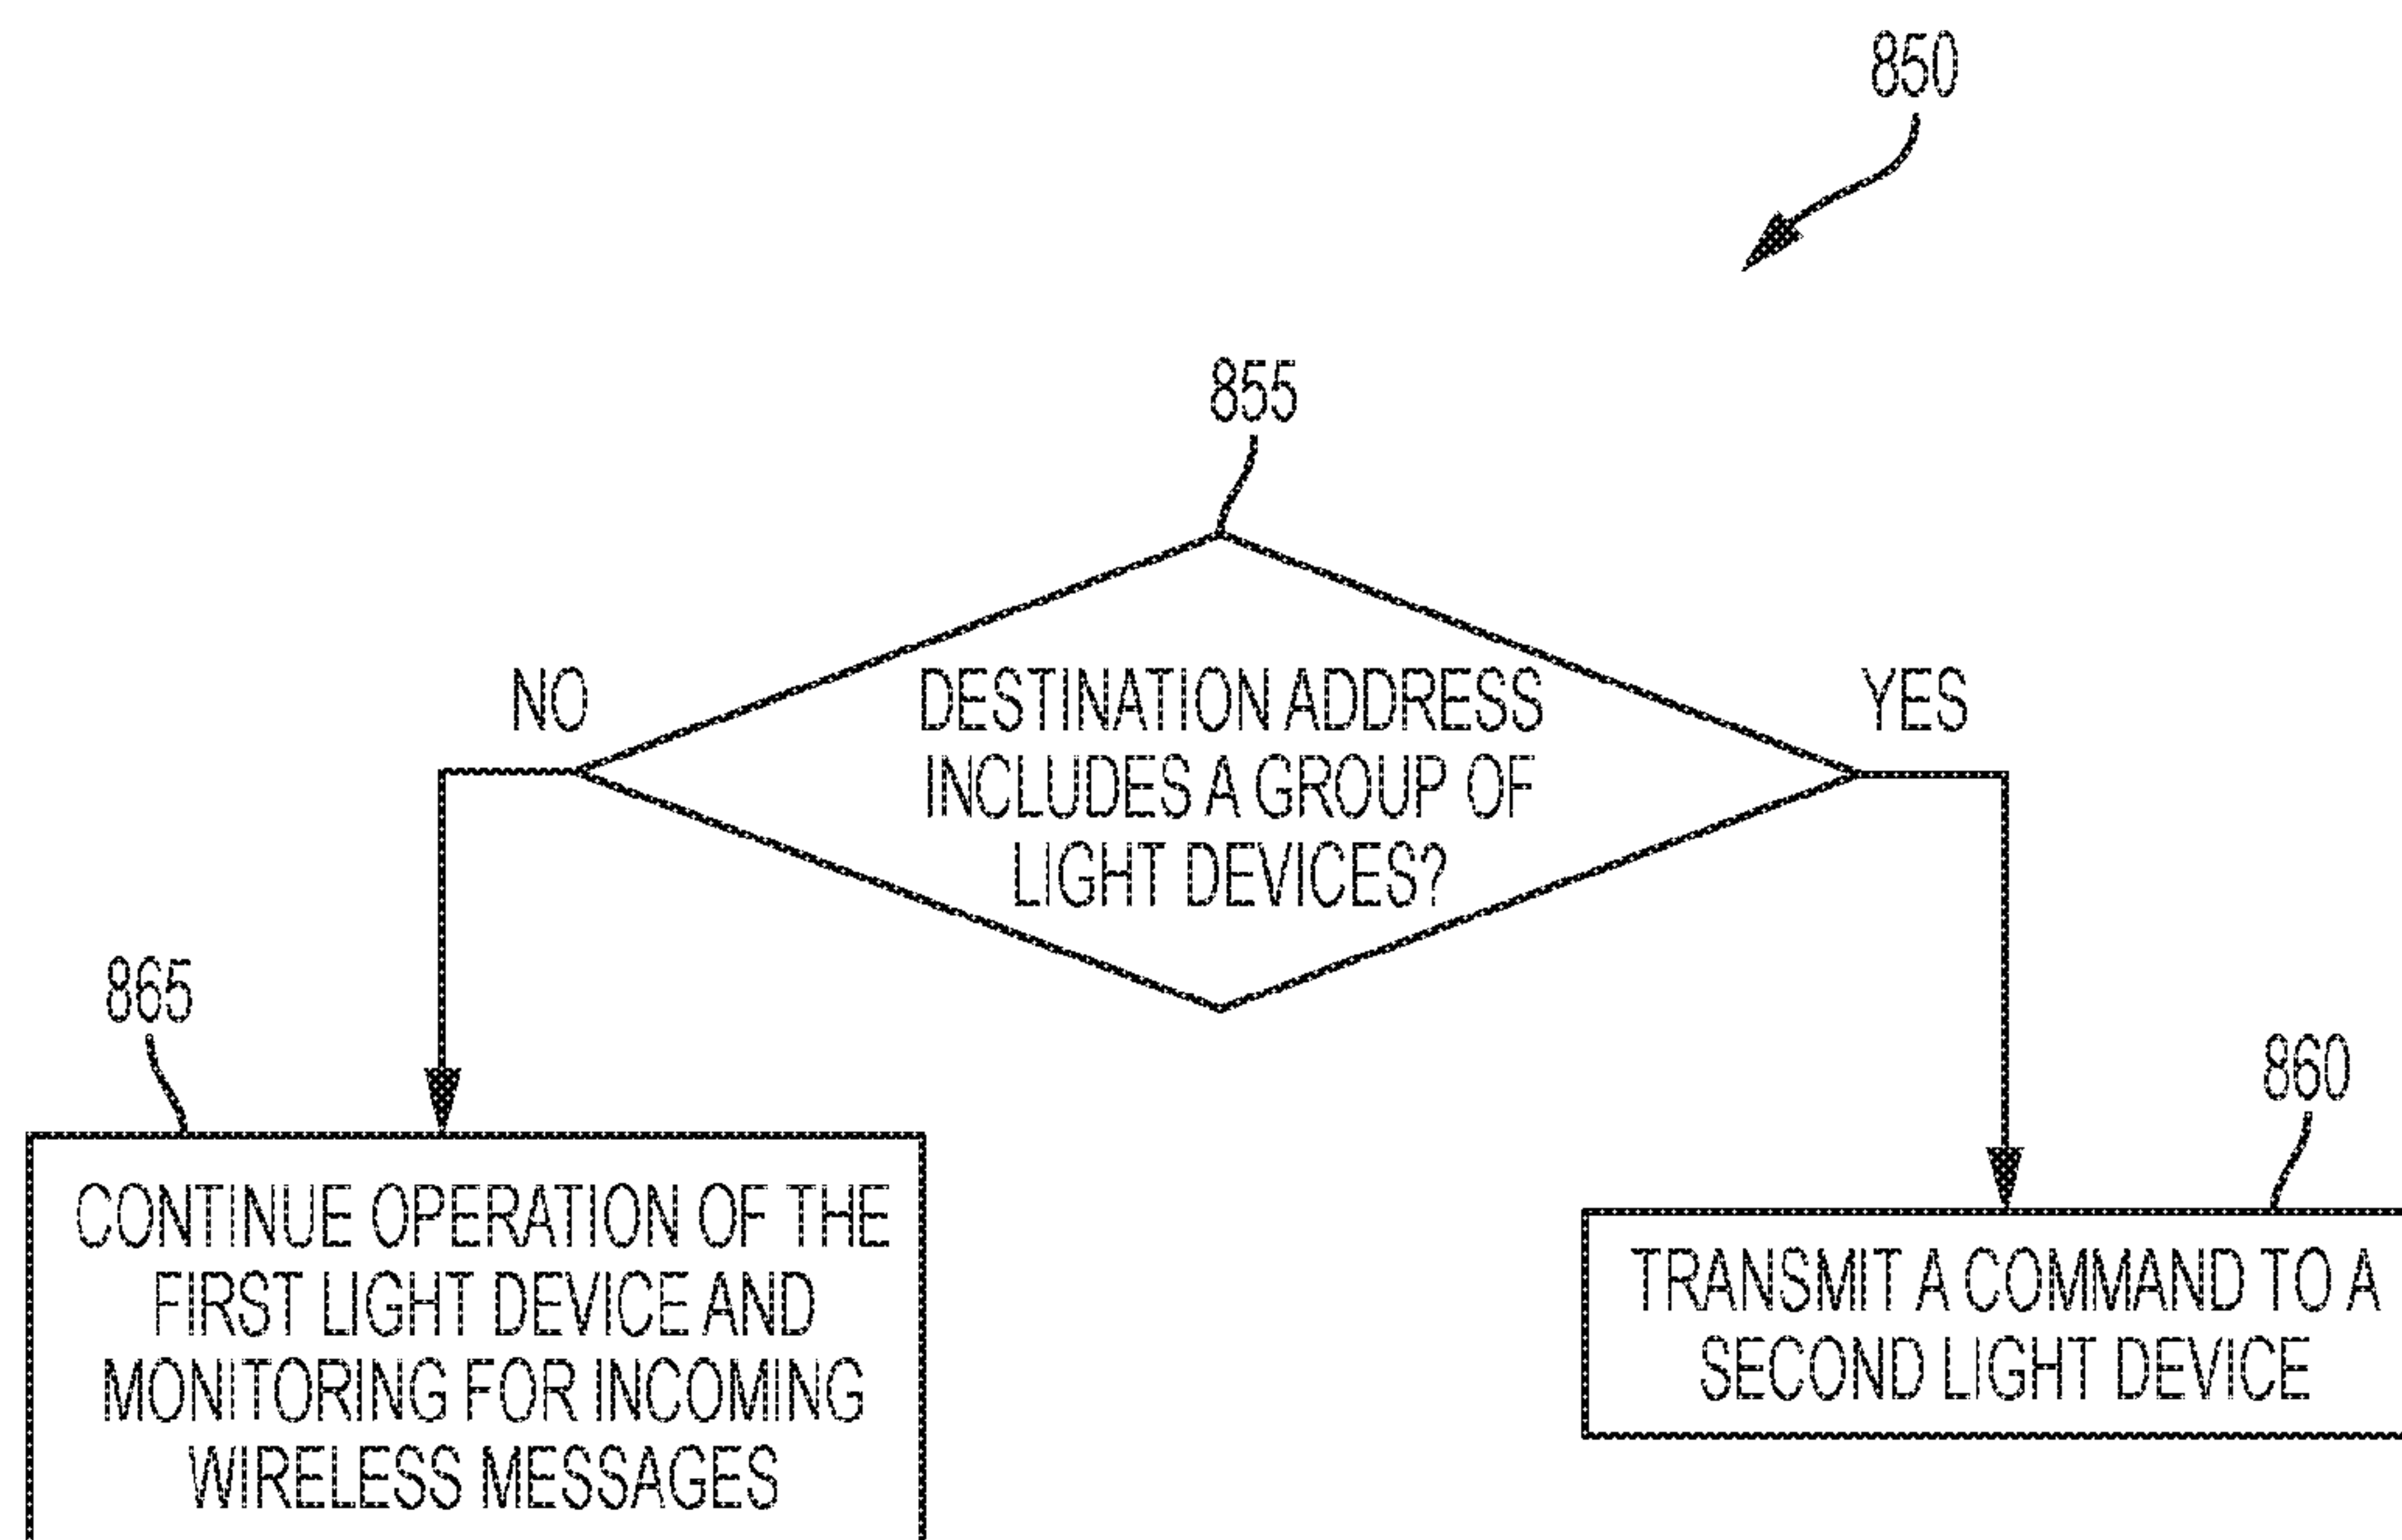 850
855
NO
DESTINATION ADDRESS
INCLUDES A GROUP OF
LIGHT DEVICES?
YES
865
CONTINUE OPERATION OF THE
FIRST LIGHT DEVICE AND
MONITORING FOR INCOMING
WIRELESS MESSAGES
860
TRANSMIT A COMMAND TO A
SECOND LIGHT DEVICE